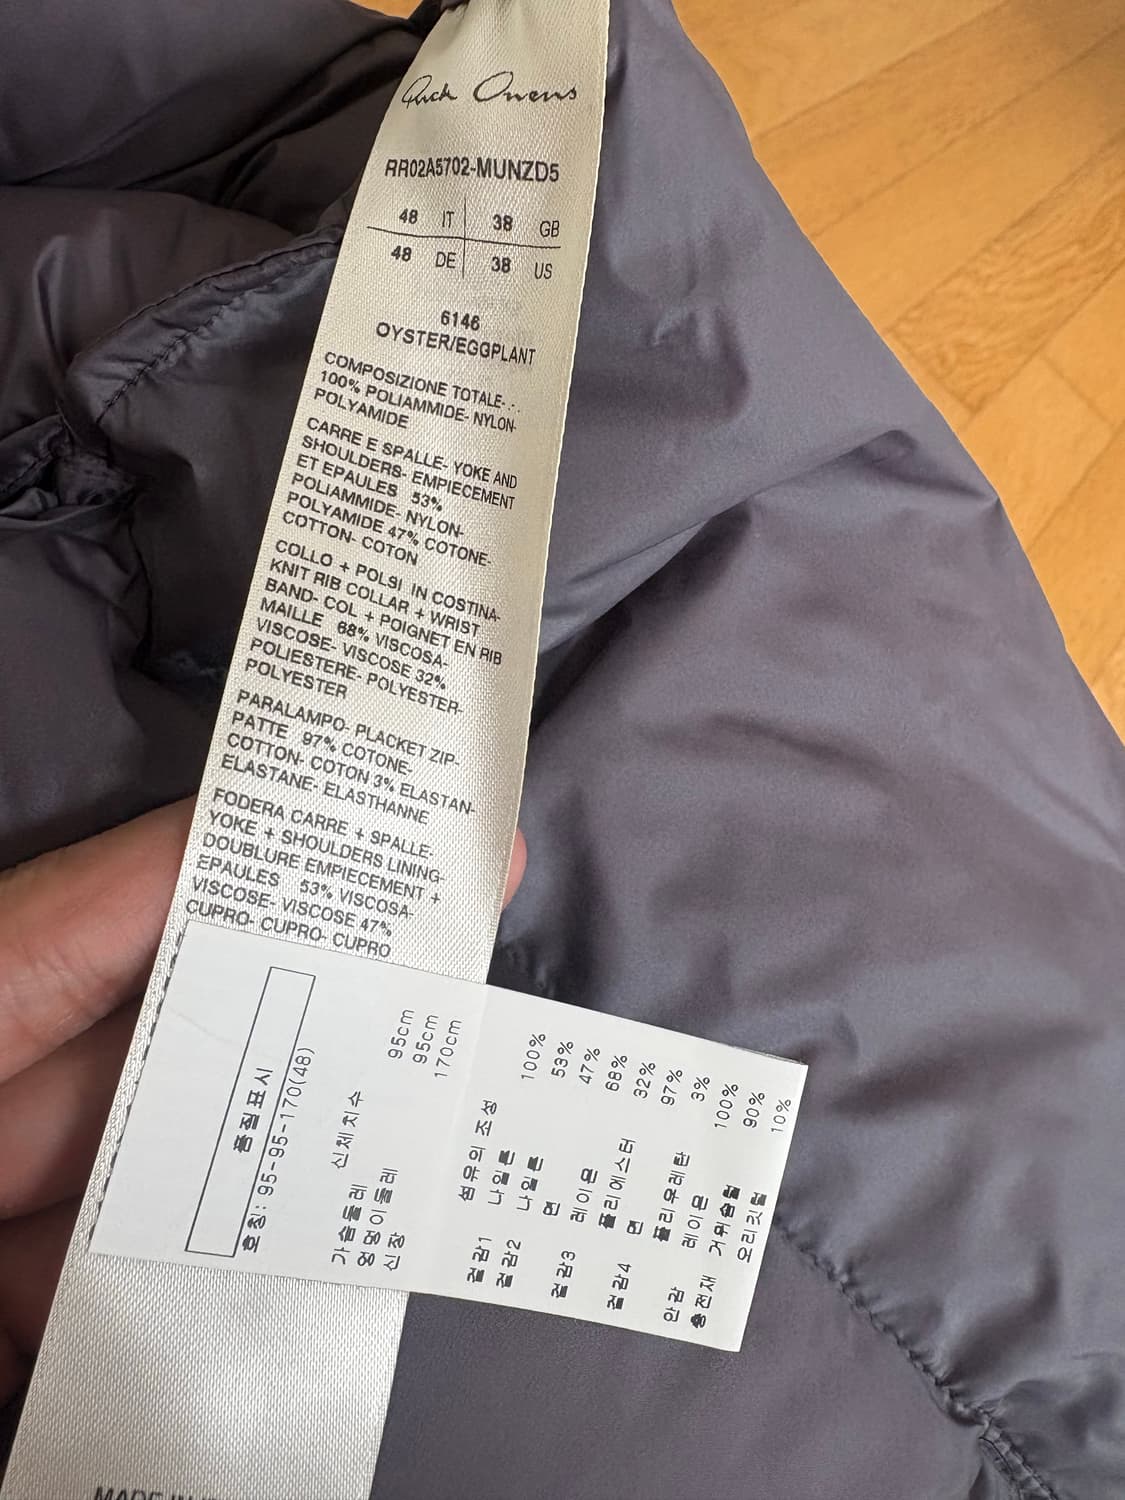 Rick Owens
RR02A5702-MUNZD5
48 IT 38 GB
48 DE 38 US
6146
OYSTER/EGGPLANT
COMPOSIZIONE TOTALE- . .
100% POLIAMMIDE- NYLON-
POLYAMIDE
CARRE E SPALLE- YOKE AND
SHOULDERS- EMPIECEMENT
ET EPAULES 53%
POLIAMMIDE- NYLON-
POLYAMIDE 47% COTONE-
COTTON- COTON
COLLO + POLSI IN COSTINA-
KNIT RIB COLLAR + WRIST
BAND- COL + POIGNET EN RIB
MAILLE 68% VISCOSA-
VISCOSE- VISCOSE 32%
POLIESTERE- POLYESTER-
POLYESTER
PARALAMPO- PLACKET ZIP-
PATTE 97% COTONE-
COTTON- COTON 3% ELASTAN-
ELASTANE- ELASTHANNE
FODERA CARRE + SPALLE-
YOKE + SHOULDERS LINING-
DOUBLURE EMPIECEMENT +
EPAULES 53% VISCOSA-
VISCOSE- VISCOSE 47%
CUPRO- CUPRO- CUPRO
품질표시
호칭: 95-95-170(48)
신체치수
가슴둘레 95cm
엉덩이둘레 95cm
신장 170cm
섬유의 조성
겉감1 나일론 100%
겉감2 나일론 53%
면 47%
겉감3 레이온 68%
폴리에스터 32%
겉감4 면 97%
폴리우레탄 3%
안감 레이온 100%
충전재 거위솜털 90%
오리깃털 10%
MADE IN